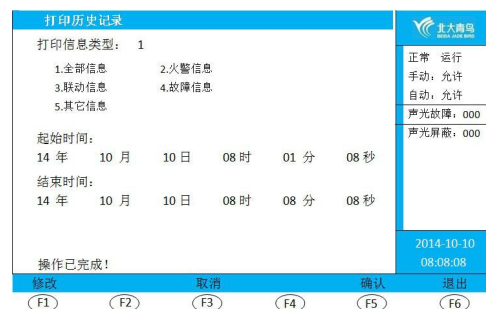 打印历史记录
打印信息类型： 1
1.全部信息 2.火警信息
3.联动信息 4.故障信息
5.其它信息
起始时间：
14 年 10 月 10 日 08 时 01 分 08 秒
结束时间：
14 年 10 月 10 日 08 时 08 分 08 秒
操作已完成！
北大青鸟
BEIDA JADE BIRD
正常 运行
手动：允许
自动：允许
声光故障：000
声光屏蔽：000
2014-10-10
08:08:08
修改 取消 确认 退出
F1 F2 F3 F4 F5 F6